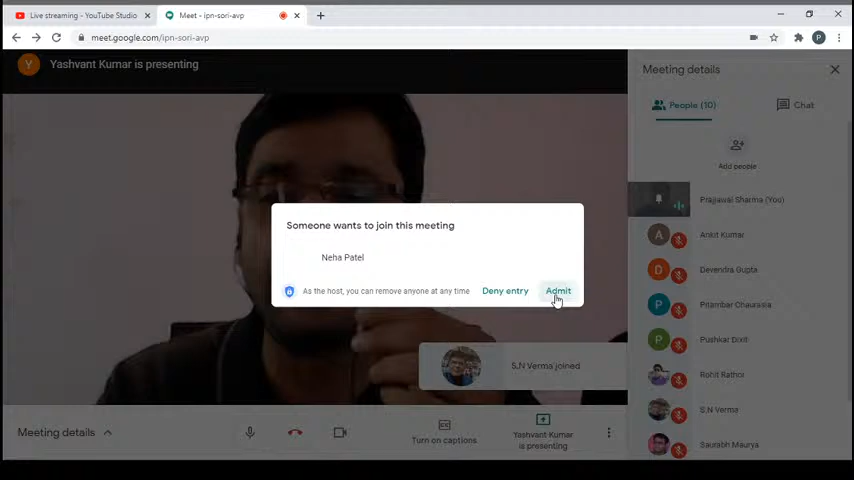 Live streaming - YouTube Studio
Meet - ipn-sori-avp
meet.google.com/ipn-sori-avp
P
Y
Yashvant Kumar is presenting
Meeting details
People (10)
Chat
Add people
Prajjawal Sharma (You)
A
Ankit Kumar
D
Devendra Gupta
P
Pitambar Chaurasia
P
Pushkar Dixit
Rohit Rathor
S.N Verma
Saurabh Maurya
Someone wants to join this meeting
Neha Patel
As the host, you can remove anyone at any time
Deny entry
Admit
S.N Verma joined
Meeting details
CC
Turn on captions
Yashvant Kumar
is presenting